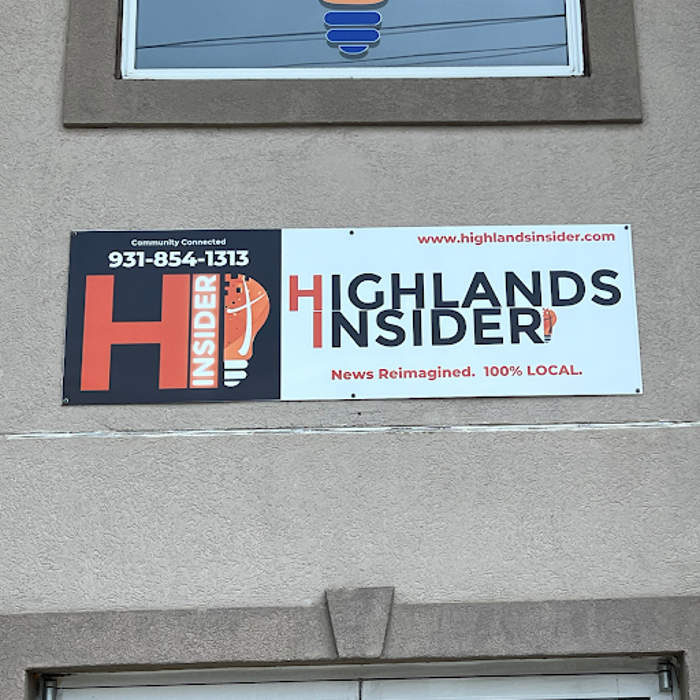 Community Connected
931-854-1313
H
INSIDER
www.highlandsinsider.com
HIGHLANDS
INSIDER
News Reimagined. 100% LOCAL.